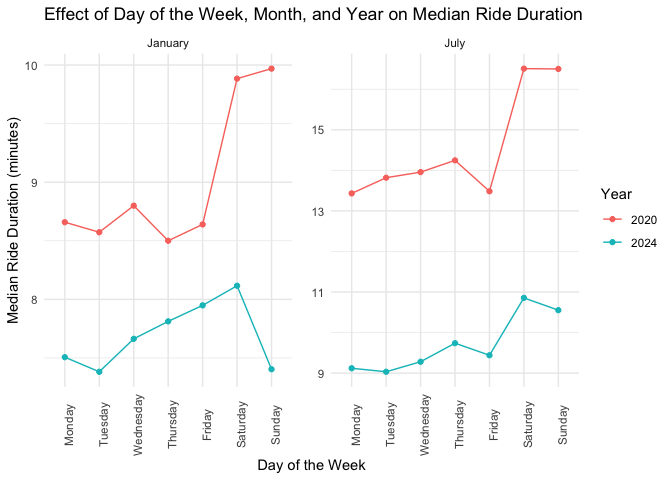 Effect of Day of the Week, Month, and Year on Median Ride Duration
January
July
Median Ride Duration (minutes)
10
9
8
15
13
11
9
Monday
Tuesday
Wednesday
Thursday
Friday
Saturday
Sunday
Monday
Tuesday
Wednesday
Thursday
Friday
Saturday
Sunday
Day of the Week
Year
2020
2024